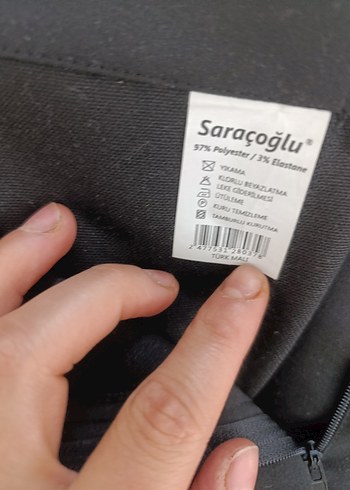 Saraçoğlu®
97% Polyester / 3% Elastane
YIKAMA
KLORLU BEYAZLATMA
LEKE GİDERİLMESİ
ÜTÜLEME
KURU TEMİZLEME
TAMBURLU KURUTMA
TÜRK MALI